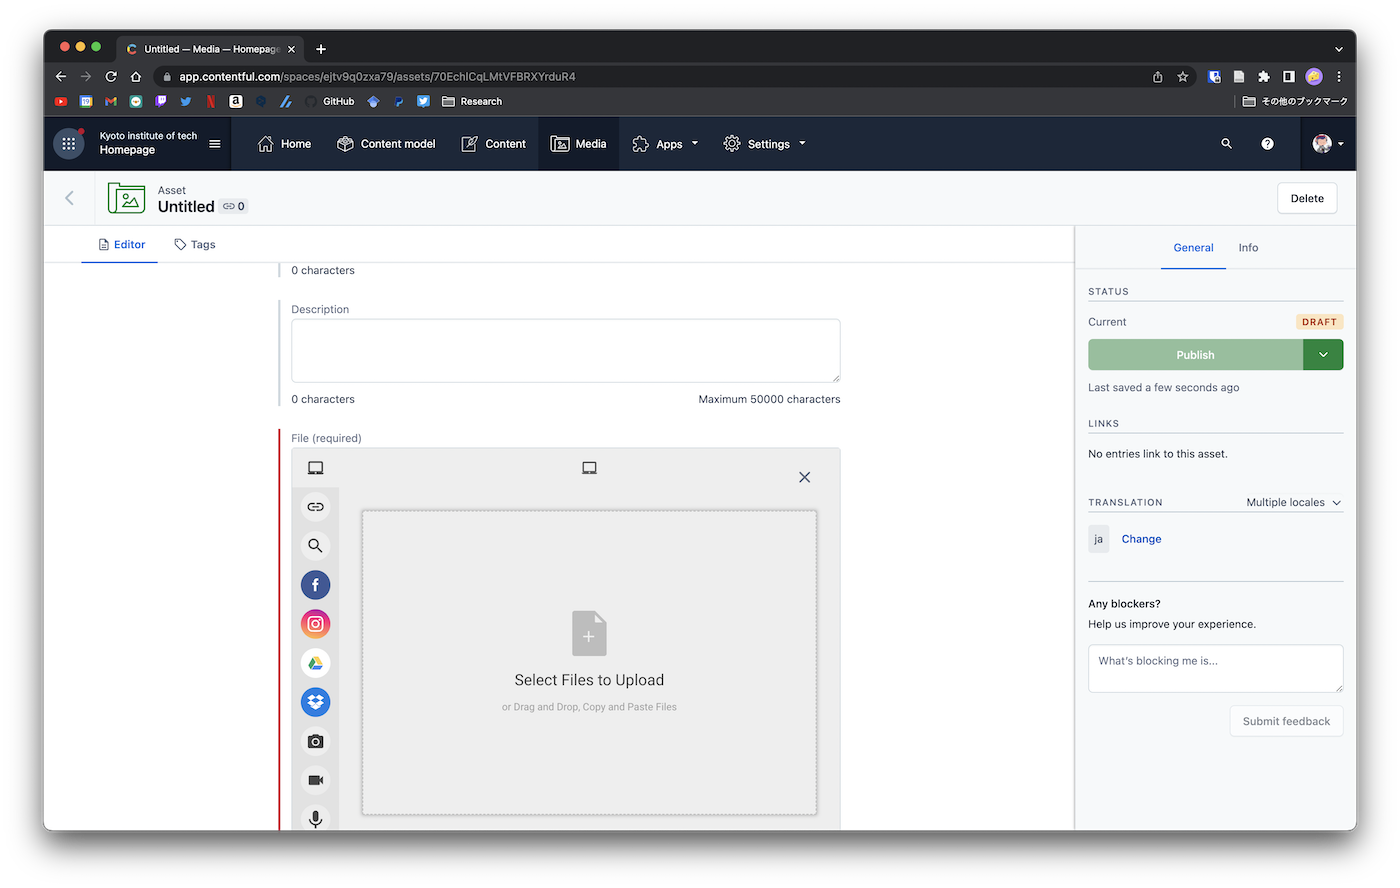 Untitled — Media — Homepage
app.contentful.com/spaces/ejtv9q0zxa79/assets/70EchlCqLMtVFBRXYrduR4
GitHub
Research
その他のブックマーク
Kyoto institute of tech
Homepage
Home
Content model
Content
Media
Apps
Settings
Asset
Untitled
0
Delete
Editor
Tags
General
Info
0 characters
Description
0 characters
Maximum 50000 characters
File (required)
Select Files to Upload
or Drag and Drop, Copy and Paste Files
STATUS
Current
DRAFT
Publish
Last saved a few seconds ago
LINKS
No entries link to this asset.
TRANSLATION
Multiple locales
ja
Change
Any blockers?
Help us improve your experience.
What's blocking me is...
Submit feedback